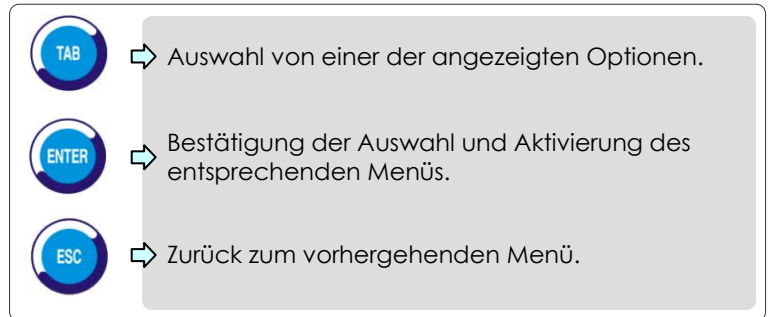 TAB
Auswahl von einer der angezeigten Optionen.
ENTER
Bestätigung der Auswahl und Aktivierung des
entsprechenden Menüs.
ESC
Zurück zum vorhergehenden Menü.